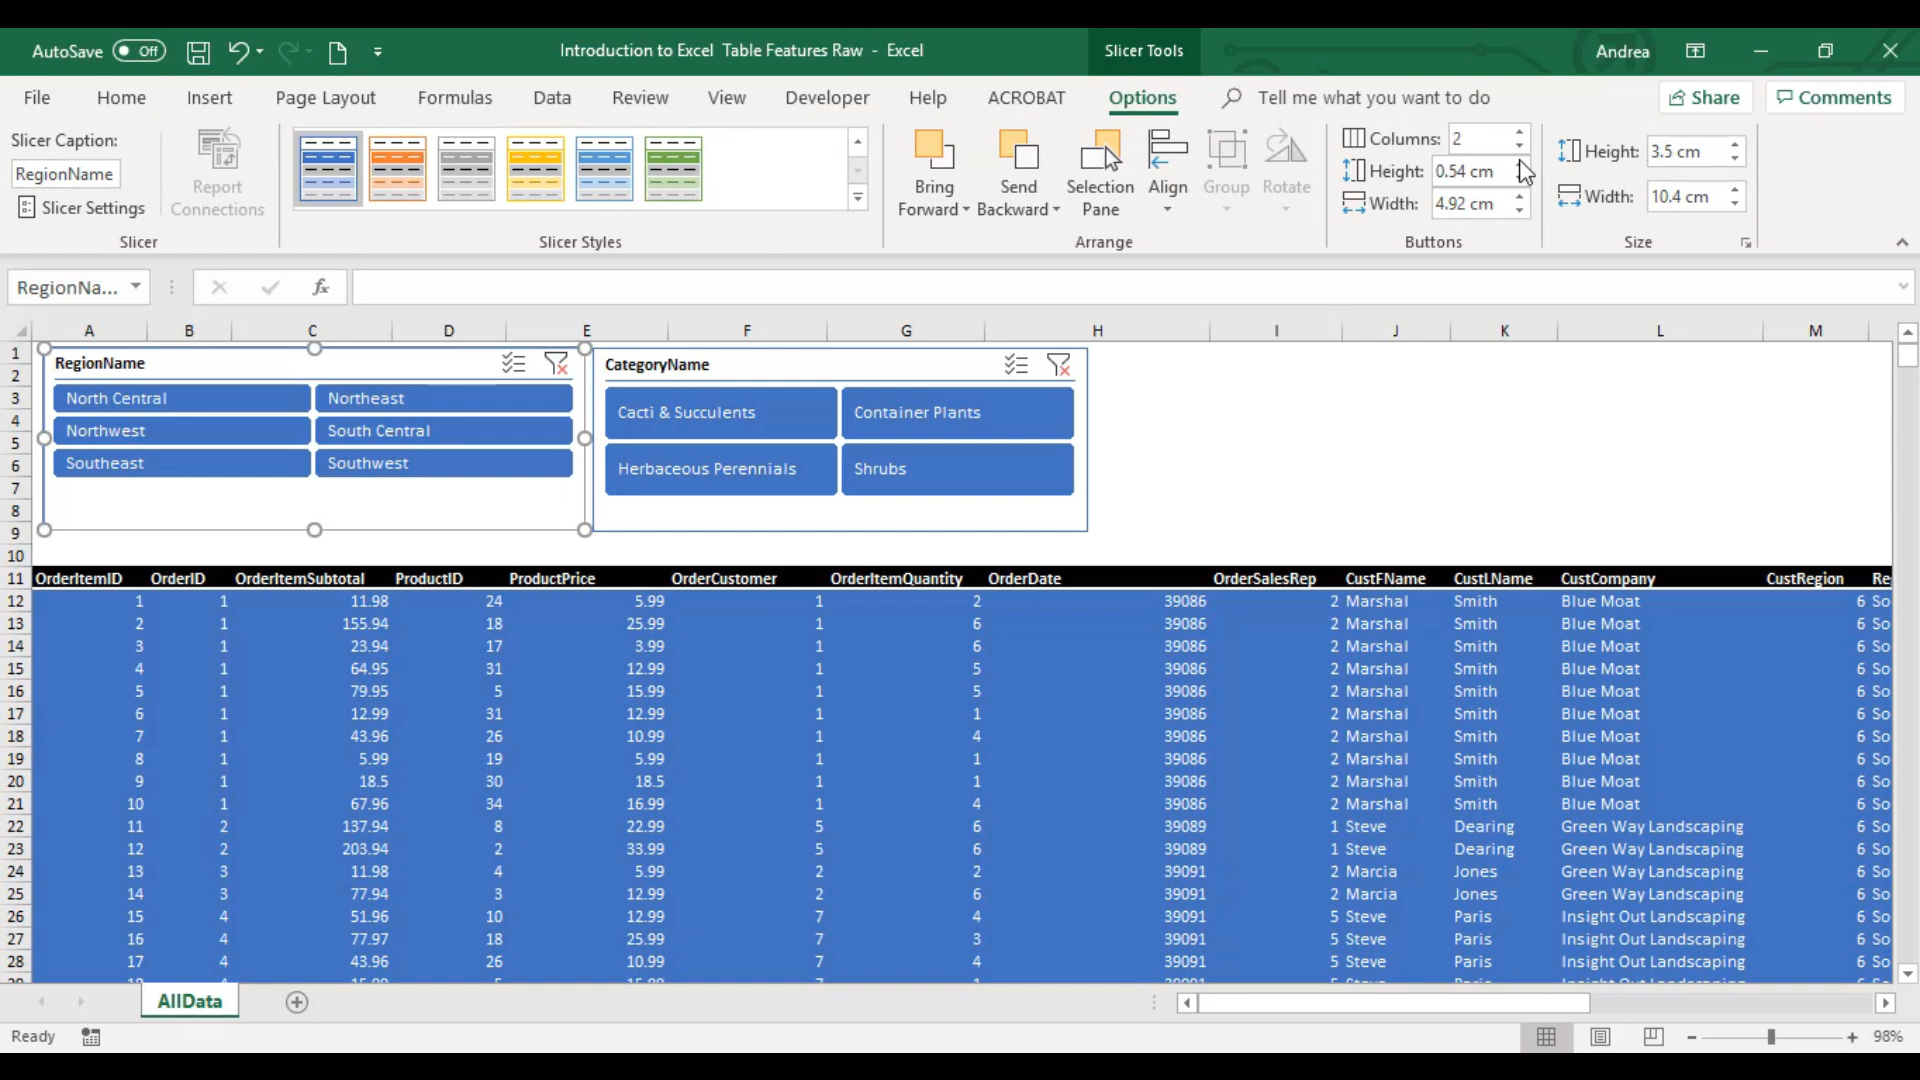 AutoSave Off Introduction to Excel Table Features Raw - Excel Slicer Tools Andrea
File Home Insert Page Layout Formulas Data Review View Developer Help ACROBAT Options Tell me what you want to do Share Comments
Slicer Caption:
RegionName
Slicer Settings
Report Connections
Slicer
Slicer Styles
Bring Forward
Send Backward
Selection Pane
Align
Group
Rotate
Arrange
Columns: 2
Height: 0.54 cm
Width: 4.92 cm
Buttons
Height: 3.5 cm
Width: 10.4 cm
Size
RegionNa... fx
A B C D E F G H I J K L M
1
2
3
4
5
6
7
8
9
10
RegionName
North Central Northeast
Northwest South Central
Southeast Southwest
CategoryName
Cacti & Succulents Container Plants
Herbaceous Perennials Shrubs
11 OrderItemID OrderID OrderItemSubtotal ProductID ProductPrice OrderCustomer OrderItemQuantity OrderDate OrderSalesRep CustFName CustLName CustCompany CustRegion Re
12 1 1 11.98 24 5.99 1 2 39086 2 Marshal Smith Blue Moat 6 So
13 2 1 155.94 18 25.99 1 6 39086 2 Marshal Smith Blue Moat 6 So
14 3 1 23.94 17 3.99 1 6 39086 2 Marshal Smith Blue Moat 6 So
15 4 1 64.95 31 12.99 1 5 39086 2 Marshal Smith Blue Moat 6 So
16 5 1 79.95 5 15.99 1 5 39086 2 Marshal Smith Blue Moat 6 So
17 6 1 12.99 31 12.99 1 1 39086 2 Marshal Smith Blue Moat 6 So
18 7 1 43.96 26 10.99 1 4 39086 2 Marshal Smith Blue Moat 6 So
19 8 1 5.99 19 5.99 1 1 39086 2 Marshal Smith Blue Moat 6 So
20 9 1 18.5 30 18.5 1 1 39086 2 Marshal Smith Blue Moat 6 So
21 10 1 67.96 34 16.99 1 4 39086 2 Marshal Smith Blue Moat 6 So
22 11 2 137.94 8 22.99 5 6 39089 1 Steve Dearing Green Way Landscaping 6 So
23 12 2 203.94 2 33.99 5 6 39089 1 Steve Dearing Green Way Landscaping 6 So
24 13 3 11.98 4 5.99 2 2 39091 2 Marcia Jones Green Way Landscaping 6 So
25 14 3 77.94 3 12.99 2 6 39091 2 Marcia Jones Green Way Landscaping 6 So
26 15 4 51.96 10 12.99 7 4 39091 5 Steve Paris Insight Out Landscaping 6 So
27 16 4 77.97 18 25.99 7 3 39091 5 Steve Paris Insight Out Landscaping 6 So
28 17 4 43.96 26 10.99 7 4 39091 5 Steve Paris Insight Out Landscaping 6 So
AllData
Ready 98%